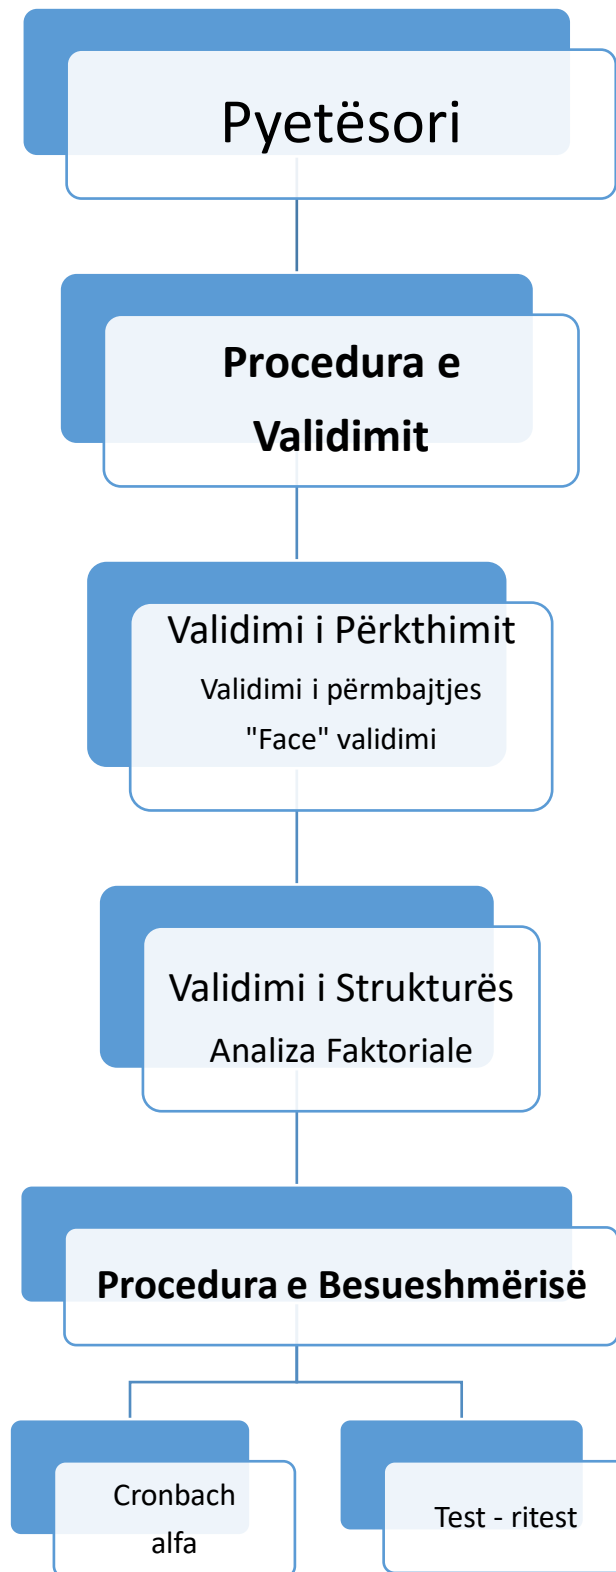 Pyetësori
Procedura e
Validimit
Validimi i Përkthimit
Validimi i përmbajtjes
"Face" validimi
Validimi i Strukturës
Analiza Faktoriale
Procedura e Besueshmërisë
Cronbach
alfa
Test - ritest